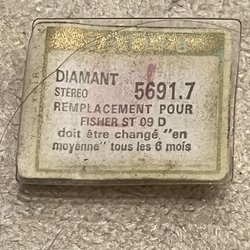 DIAMANT
STEREO 5691.7
REMPLACEMENT POUR
FISHER ST 09 D
doit être changé "en
moyenne" tous les 6 mois